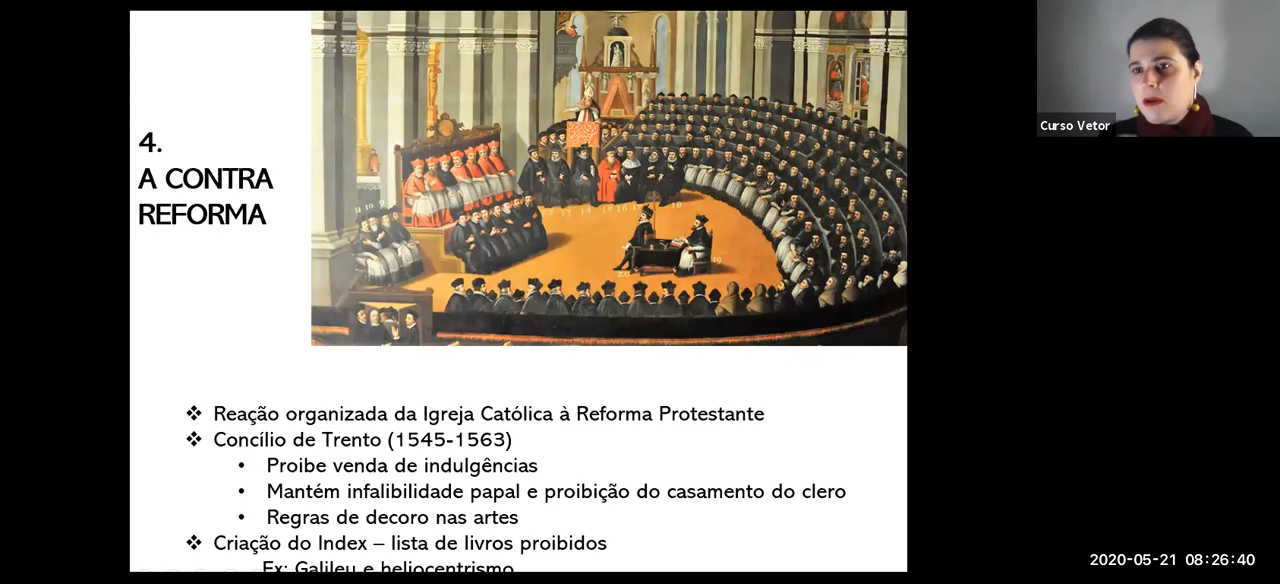 4.
A CONTRA
REFORMA
Curso Vetor
❖ Reação organizada da Igreja Católica à Reforma Protestante
❖ Concílio de Trento (1545-1563)
• Proibe venda de indulgências
• Mantém infalibilidade papal e proibição do casamento do clero
• Regras de decoro nas artes
❖ Criação do Index – lista de livros proibidos
Ex: Galileu e heliocentrismo
2020-05-21 08:26:40